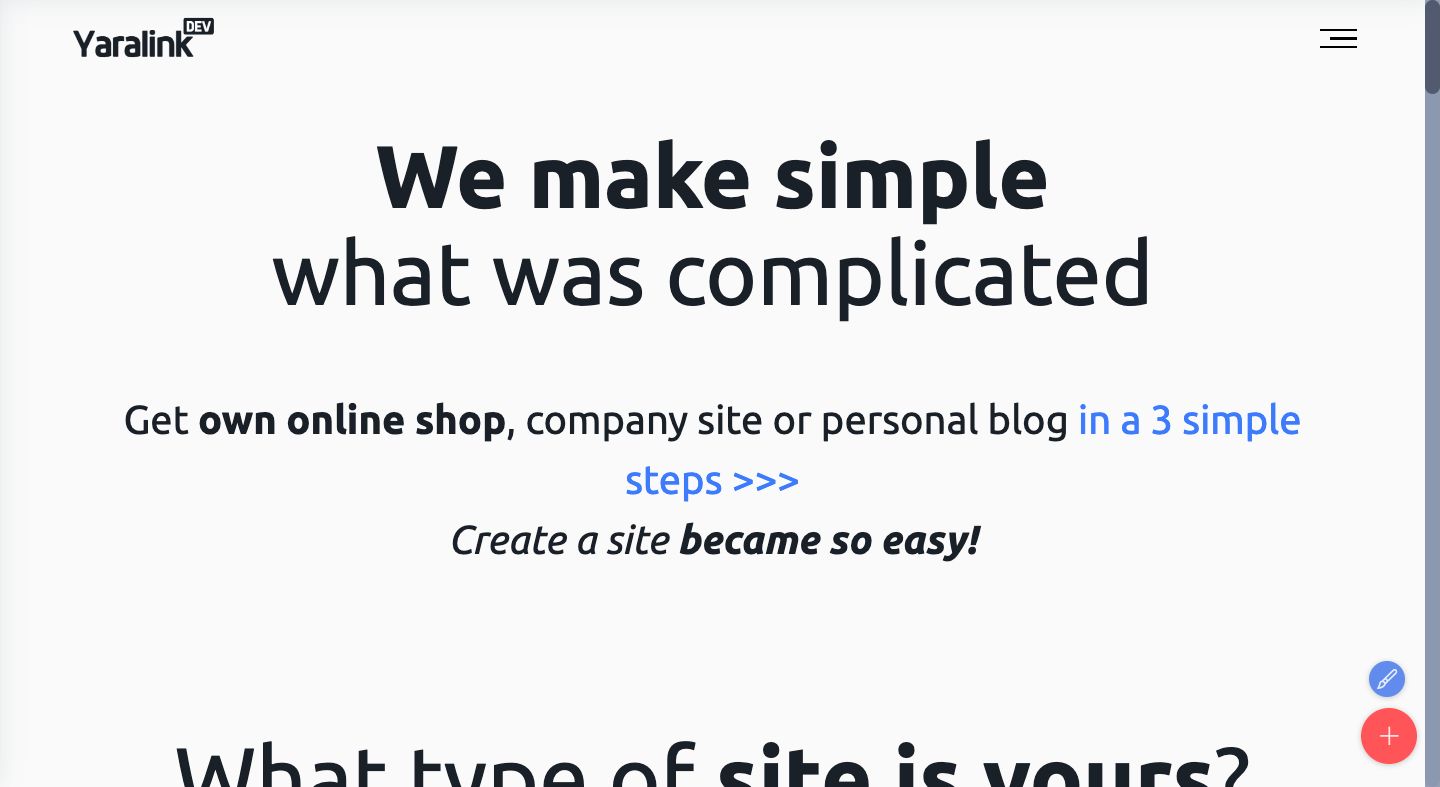 Yaralink DEV
We make simple
what was complicated
Get own online shop, company site or personal blog in a 3 simple
steps >>>
Create a site became so easy!
What type of site is yours?